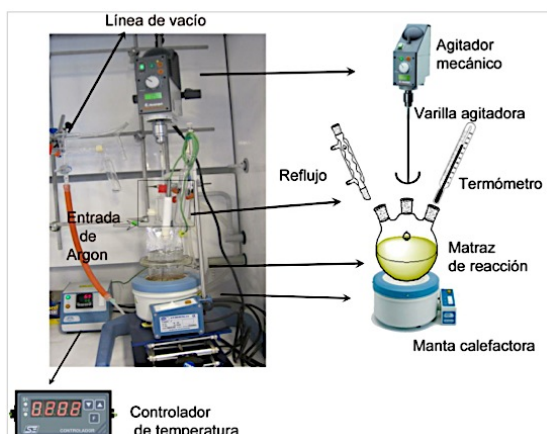 Línea de vacío
Agitador
mecánico
Varilla agitadora
Reflujo
Termómetro
Entrada
de
Argon
Matraz
de reacción
Manta calefactora
8888
Controlador
de temperatura